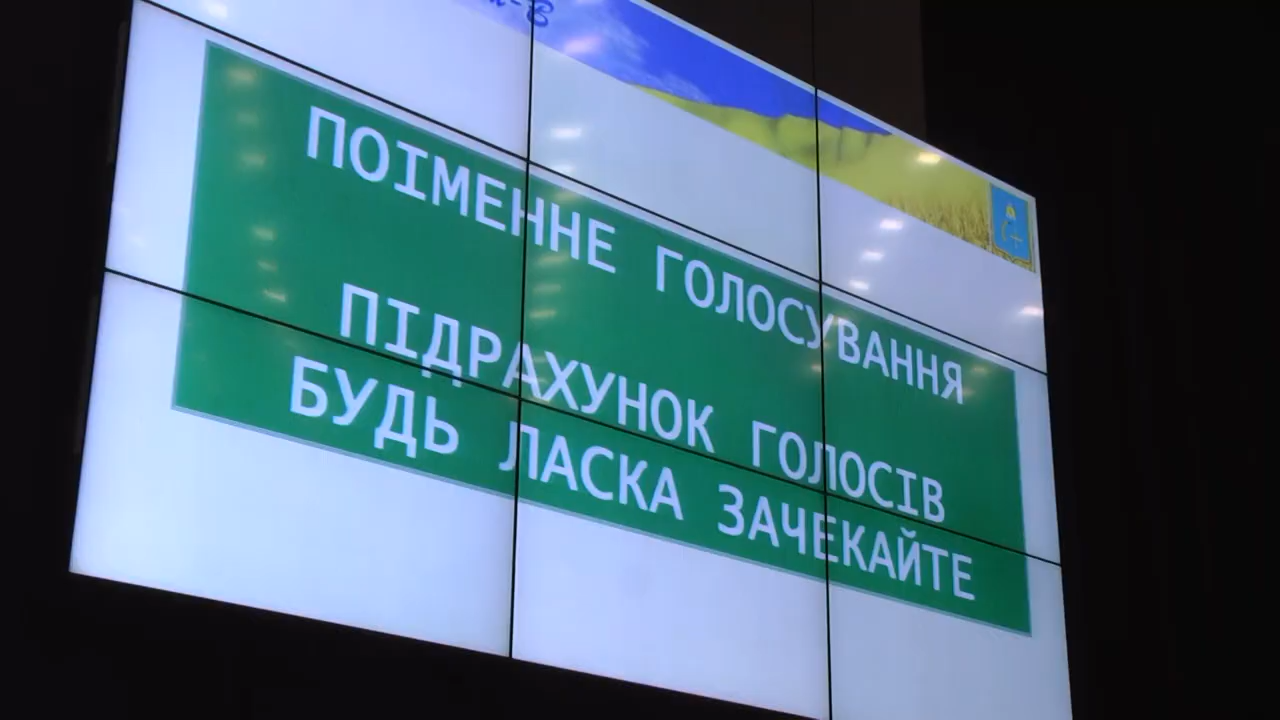 ПОІМЕННЕ ГОЛОСУВАННЯ
ПІДРАХУНОК ГОЛОСІВ
БУДЬ ЛАСКА ЗАЧЕКАЙТЕ